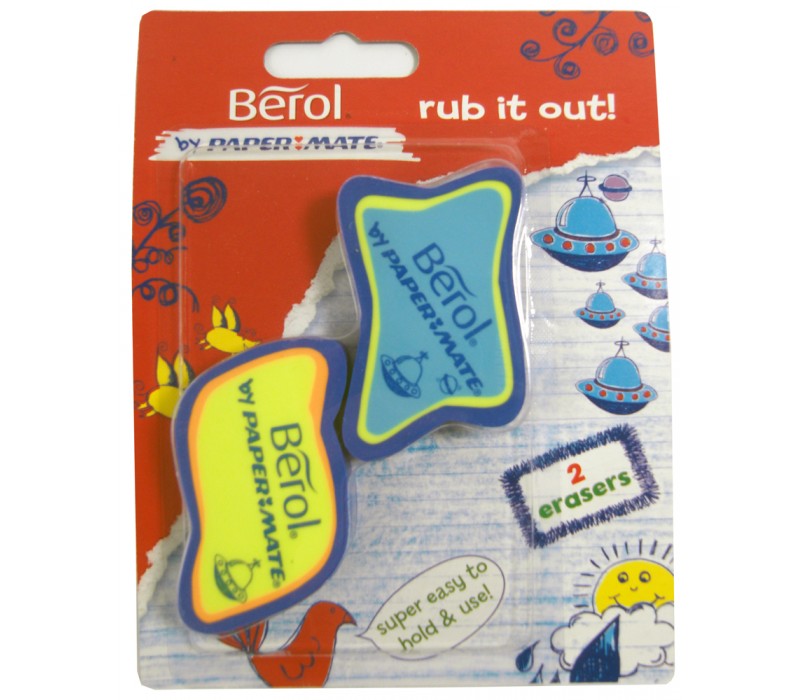 Berol®
by PAPER:MATE®
rub it out!
Berol®
by PAPER:MATE®
Berol®
by PAPER:MATE®
2
erasers
super easy to
hold & use!